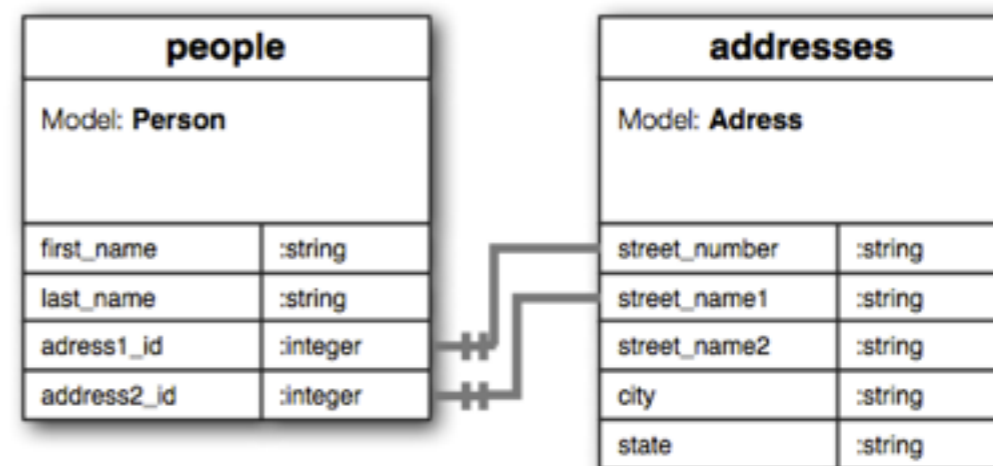 people
Model: Person
first_name :string
last_name :string
adress1_id :integer
address2_id :integer
addresses
Model: Adress
street_number :string
street_name1 :string
street_name2 :string
city :string
state :string